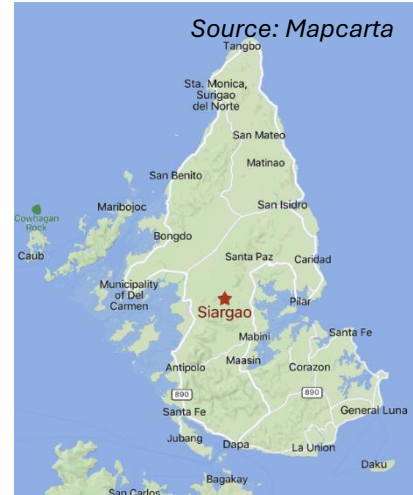 Source: Mapcarta
Tangbo
Sta. Monica,
Surigao
del Norte
San Mateo
Matinao
San Benito
Maribojoc
San Isidro
Cowhagan
Rock
Bongdo
Caub
Santa Paz
Caridad
Municipality
of Del
Carmen
Siargao
Pilar
Mabini
Santa Fe
Maasin
Antipolo
Corazon
890
890
Santa Fe
General Luna
Jubang
Dapa
La Union
Daku
Bagakay
San Carlos